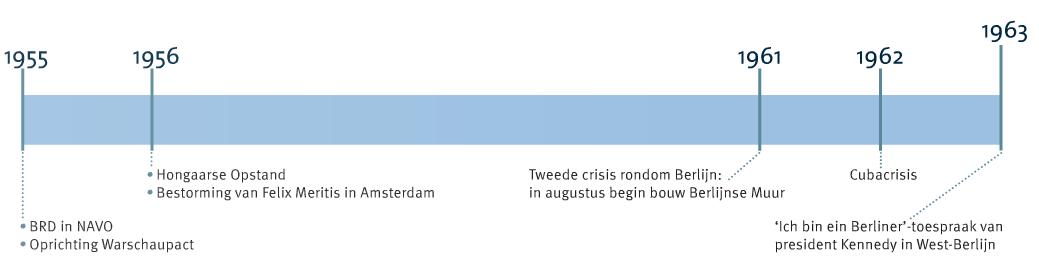 1955
1956
1961
1962
1963
• Hongaarse Opstand
• Bestorming van Felix Meritis in Amsterdam
Tweede crisis rondom Berlijn:
in augustus begin bouw Berlijnse Muur
Cubacrisis
• BRD in NAVO
• Oprichting Warschaupact
‘Ich bin ein Berliner’-toespraak van
president Kennedy in West-Berlijn